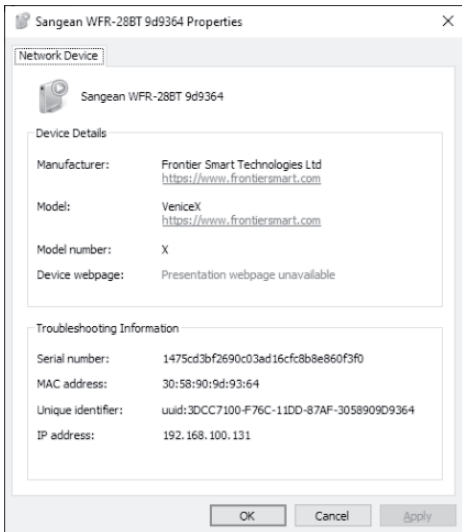 Sangean WFR-28BT 9d9364 Properties
Network Device
Sangean WFR-28BT 9d9364
Device Details
Manufacturer: Frontier Smart Technologies Ltd
https://www.frontiersmart.com
Model: VeniceX
https://www.frontiersmart.com
Model number: X
Device webpage: Presentation webpage unavailable
Troubleshooting Information
Serial number: 1475cd3bf2690c03ad16cfc8b8e860f3f0
MAC address: 30:58:90:9d:93:64
Unique identifier: uuid:3DCC7100-F76C-11DD-87AF-3058909D9364
IP address: 192.168.100.131
OK Cancel Apply